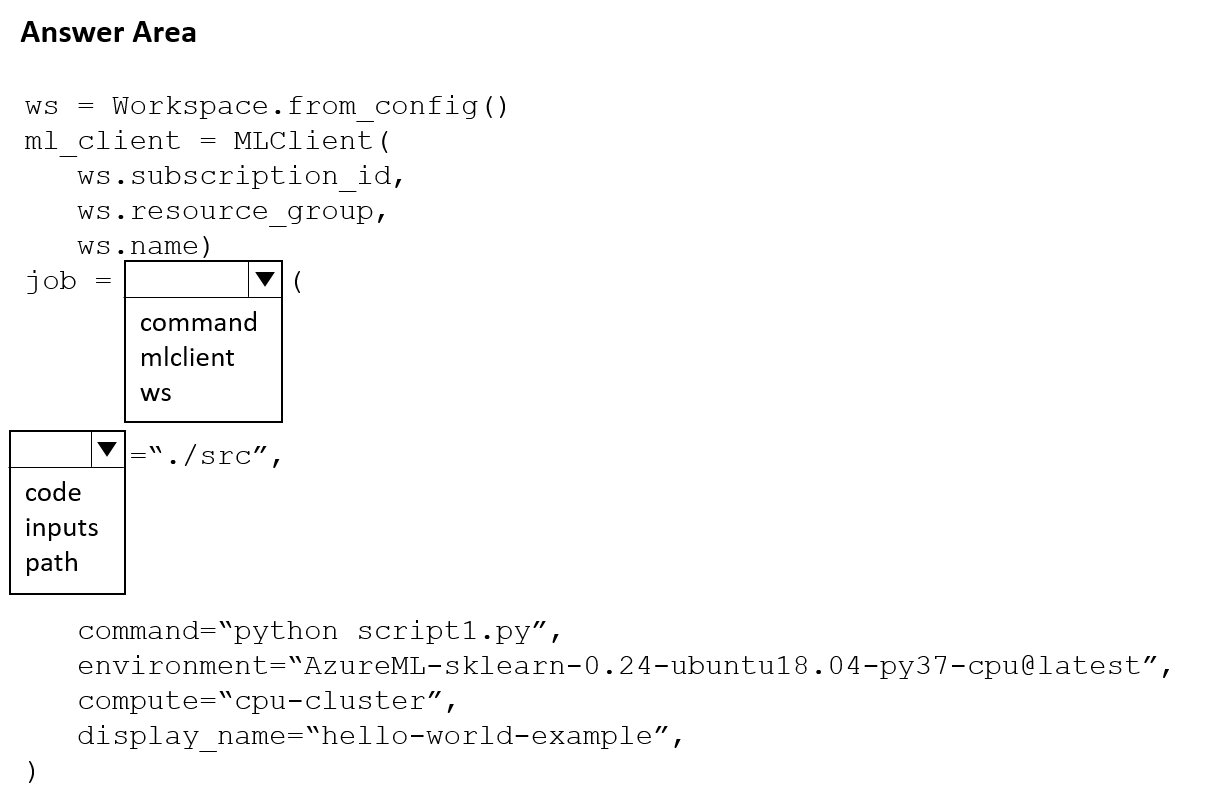 Answer Area
ws = Workspace.from_config()
ml_client = MLClient(
ws.subscription_id,
ws.resource_group,
ws.name)
job = ▼ (
command
mlclient
ws
▼ =“./src”,
code
inputs
path
command=“python script1.py”,
environment=“AzureML-sklearn-0.24-ubuntu18.04-py37-cpu@latest”,
compute=“cpu-cluster”,
display_name=“hello-world-example”,
)